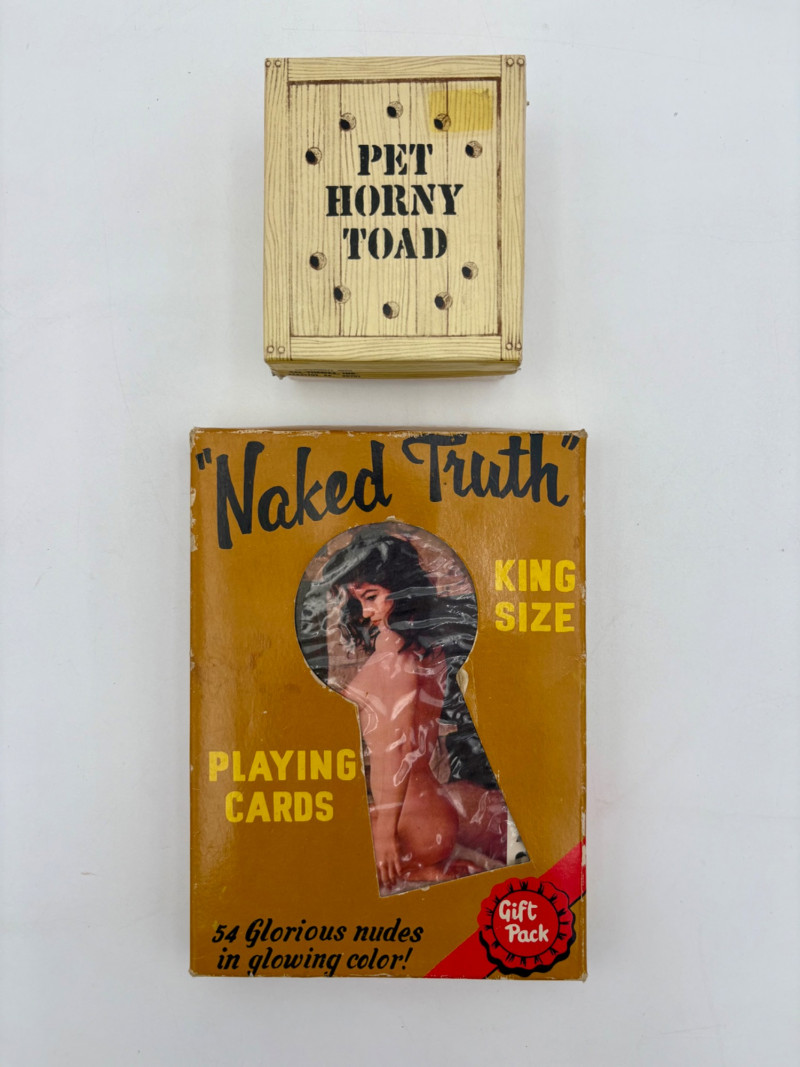 PET
HORNY
TOAD
"Naked Truth"
KING
SIZE
PLAYING
CARDS
54 Glorious nudes
in glowing color!
Gift
Pack